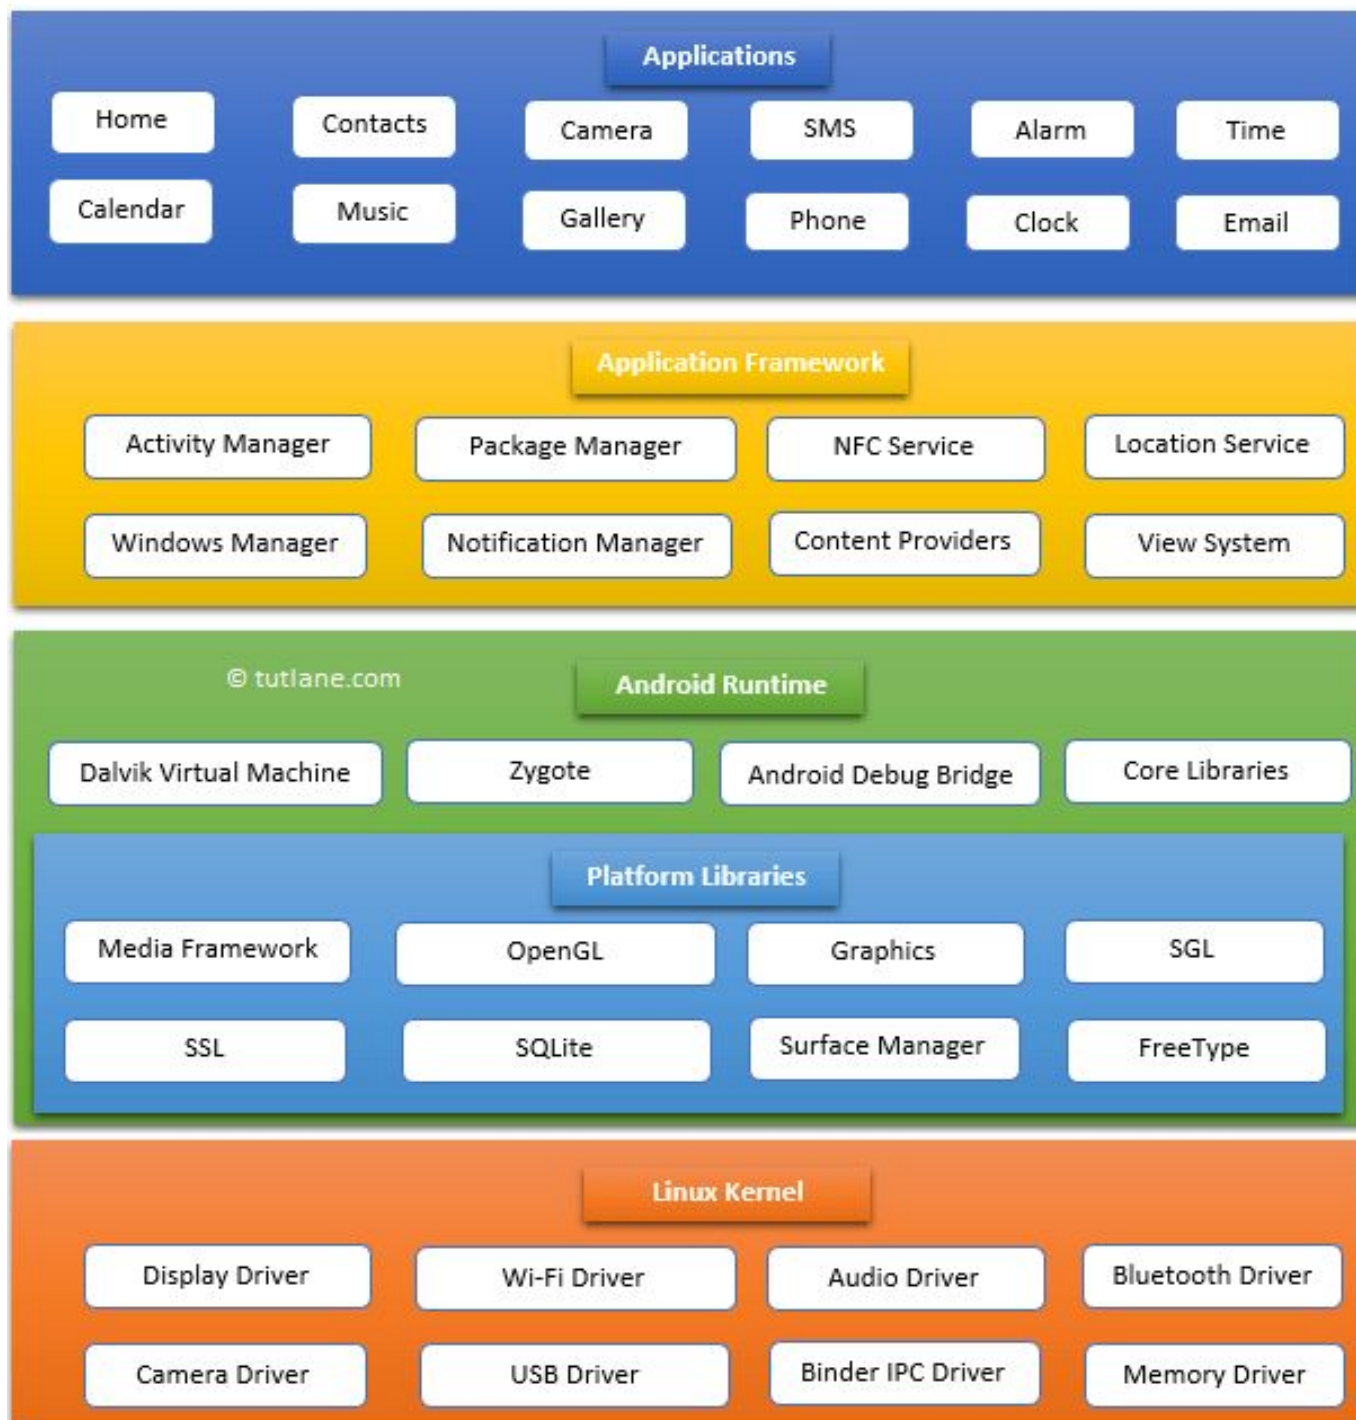 Applications
Home Contacts Camera SMS Alarm Time
Calendar Music Gallery Phone Clock Email
Application Framework
Activity Manager Package Manager NFC Service Location Service
Windows Manager Notification Manager Content Providers View System
© tutlane.com
Android Runtime
Dalvik Virtual Machine Zygote Android Debug Bridge Core Libraries
Platform Libraries
Media Framework OpenGL Graphics SGL
SSL SQLite Surface Manager FreeType
Linux Kernel
Display Driver Wi-Fi Driver Audio Driver Bluetooth Driver
Camera Driver USB Driver Binder IPC Driver Memory Driver